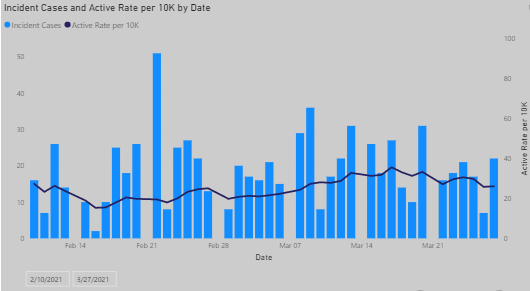 Incident Cases and Active Rate per 10K by Date
Incident Cases Active Rate per 10K
100
50
80
40
60
30
40
20
20
10
0
0
Active Rate per 10K
Feb 14 Feb 21 Feb 28 Mar 07 Mar 14 Mar 21
Date
2/10/2021 3/27/2021